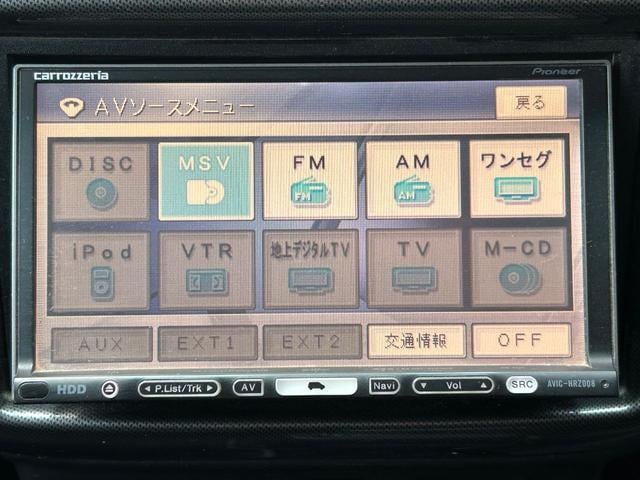 carrozzeria Pioneer
AVソースメニュー 戻る
DISC MSV FM AM ワンセグ
FM AM
iPod VTR 地上デジタルTV TV M-CD
AUX EXT1 EXT2 交通情報 OFF
HDD P.List/Trk AV Navi Vol SRC AVIC-HRZ008